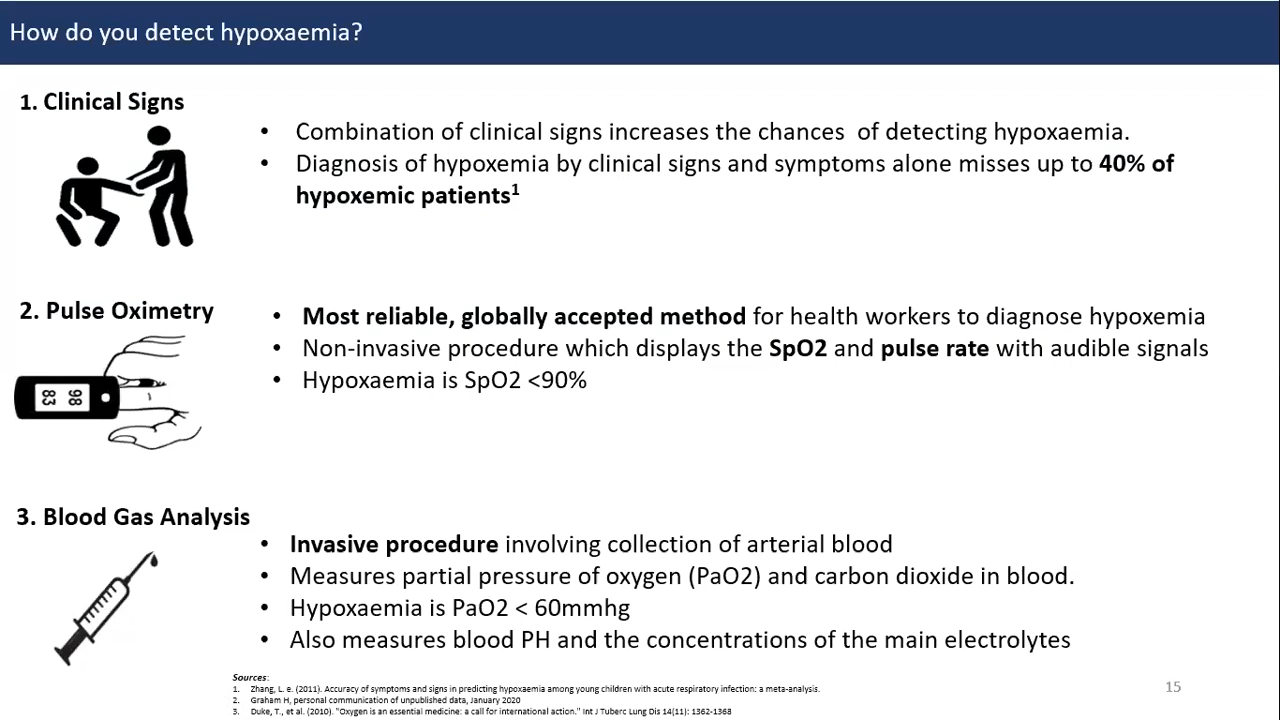 How do you detect hypoxaemia?
1. Clinical Signs
• Combination of clinical signs increases the chances of detecting hypoxaemia.
• Diagnosis of hypoxemia by clinical signs and symptoms alone misses up to 40% of
hypoxemic patients1
2. Pulse Oximetry
98
83
• Most reliable, globally accepted method for health workers to diagnose hypoxemia
• Non-invasive procedure which displays the SpO2 and pulse rate with audible signals
• Hypoxaemia is SpO2 <90%
3. Blood Gas Analysis
• Invasive procedure involving collection of arterial blood
• Measures partial pressure of oxygen (PaO2) and carbon dioxide in blood.
• Hypoxaemia is PaO2 < 60mmhg
• Also measures blood PH and the concentrations of the main electrolytes
Sources:
1. Zhang, L. e. (2011). Accuracy of symptoms and signs in predicting hypoxaemia among young children with acute respiratory infection: a meta-analysis.
2. Graham H, personal communication of unpublished data, January 2020
3. Duke, T., et al. (2010). "Oxygen is an essential medicine: a call for international action." Int J Tuberc Lung Dis 14(11): 1362-1368
15